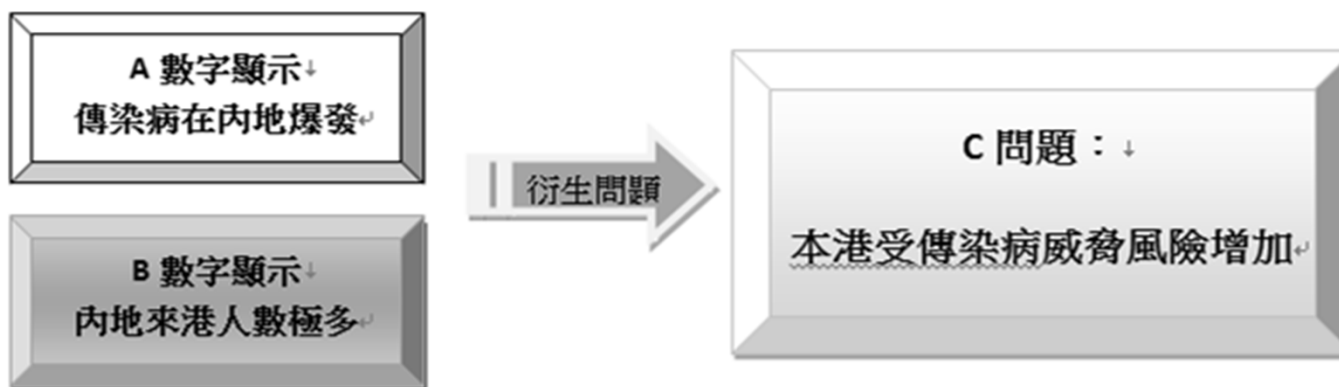 A 數字顯示↓
傳染病在內地爆發↵
B 數字顯示↓
內地來港人數極多↵
衍生問題
C 問題：↓
本港受傳染病威脅風險增加↵